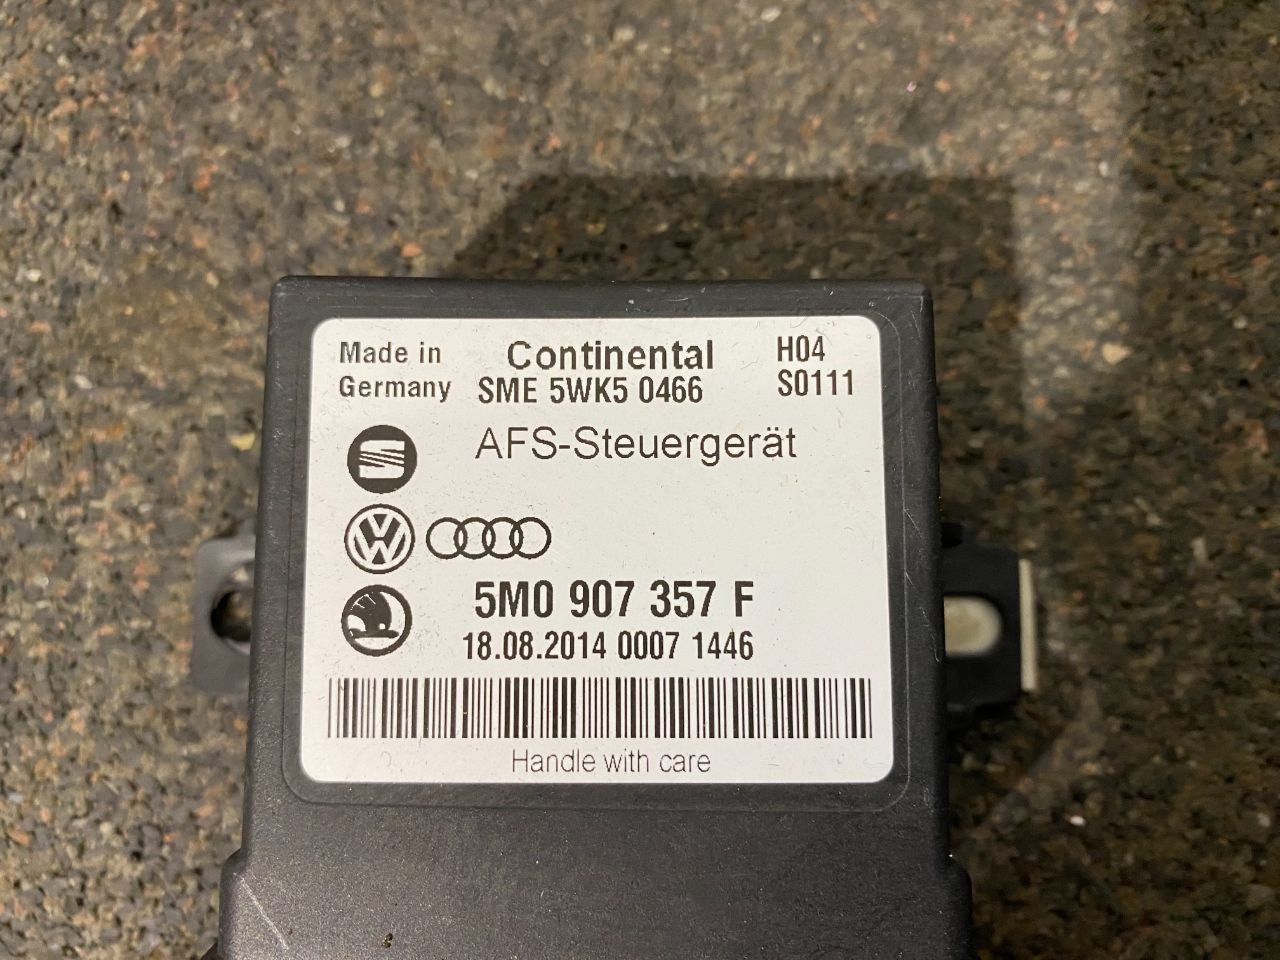 Made in Germany
Continental
SME 5WK5 0466
H04
S0111
AFS-Steuergerät
5M0 907 357 F
18.08.2014 0007 1446
Handle with care